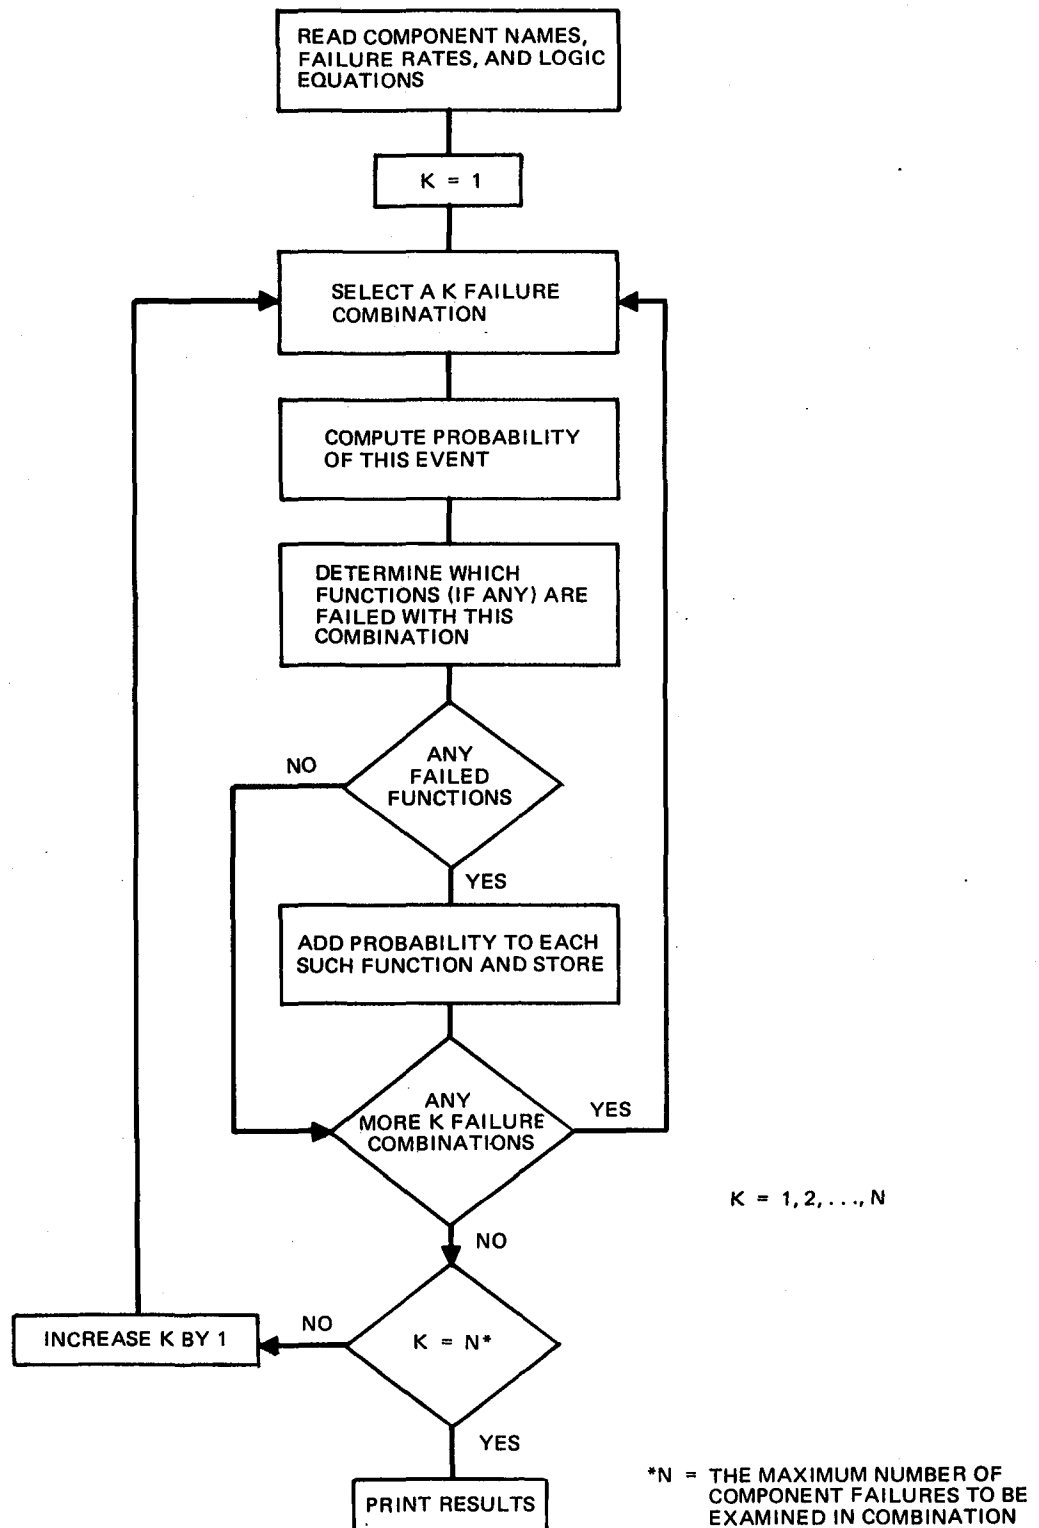 READ COMPONENT NAMES,
FAILURE RATES, AND LOGIC
EQUATIONS
K = 1
SELECT A K FAILURE
COMBINATION
COMPUTE PROBABILITY
OF THIS EVENT
DETERMINE WHICH
FUNCTIONS (IF ANY) ARE
FAILED WITH THIS
COMBINATION
ANY
FAILED
FUNCTIONS
NO
YES
ADD PROBABILITY TO EACH
SUCH FUNCTION AND STORE
ANY
MORE K FAILURE
COMBINATIONS
YES
K = 1, 2, . . ., N
NO
K = N*
NO
INCREASE K BY 1
YES
PRINT RESULTS
*N = THE MAXIMUM NUMBER OF
COMPONENT FAILURES TO BE
EXAMINED IN COMBINATION